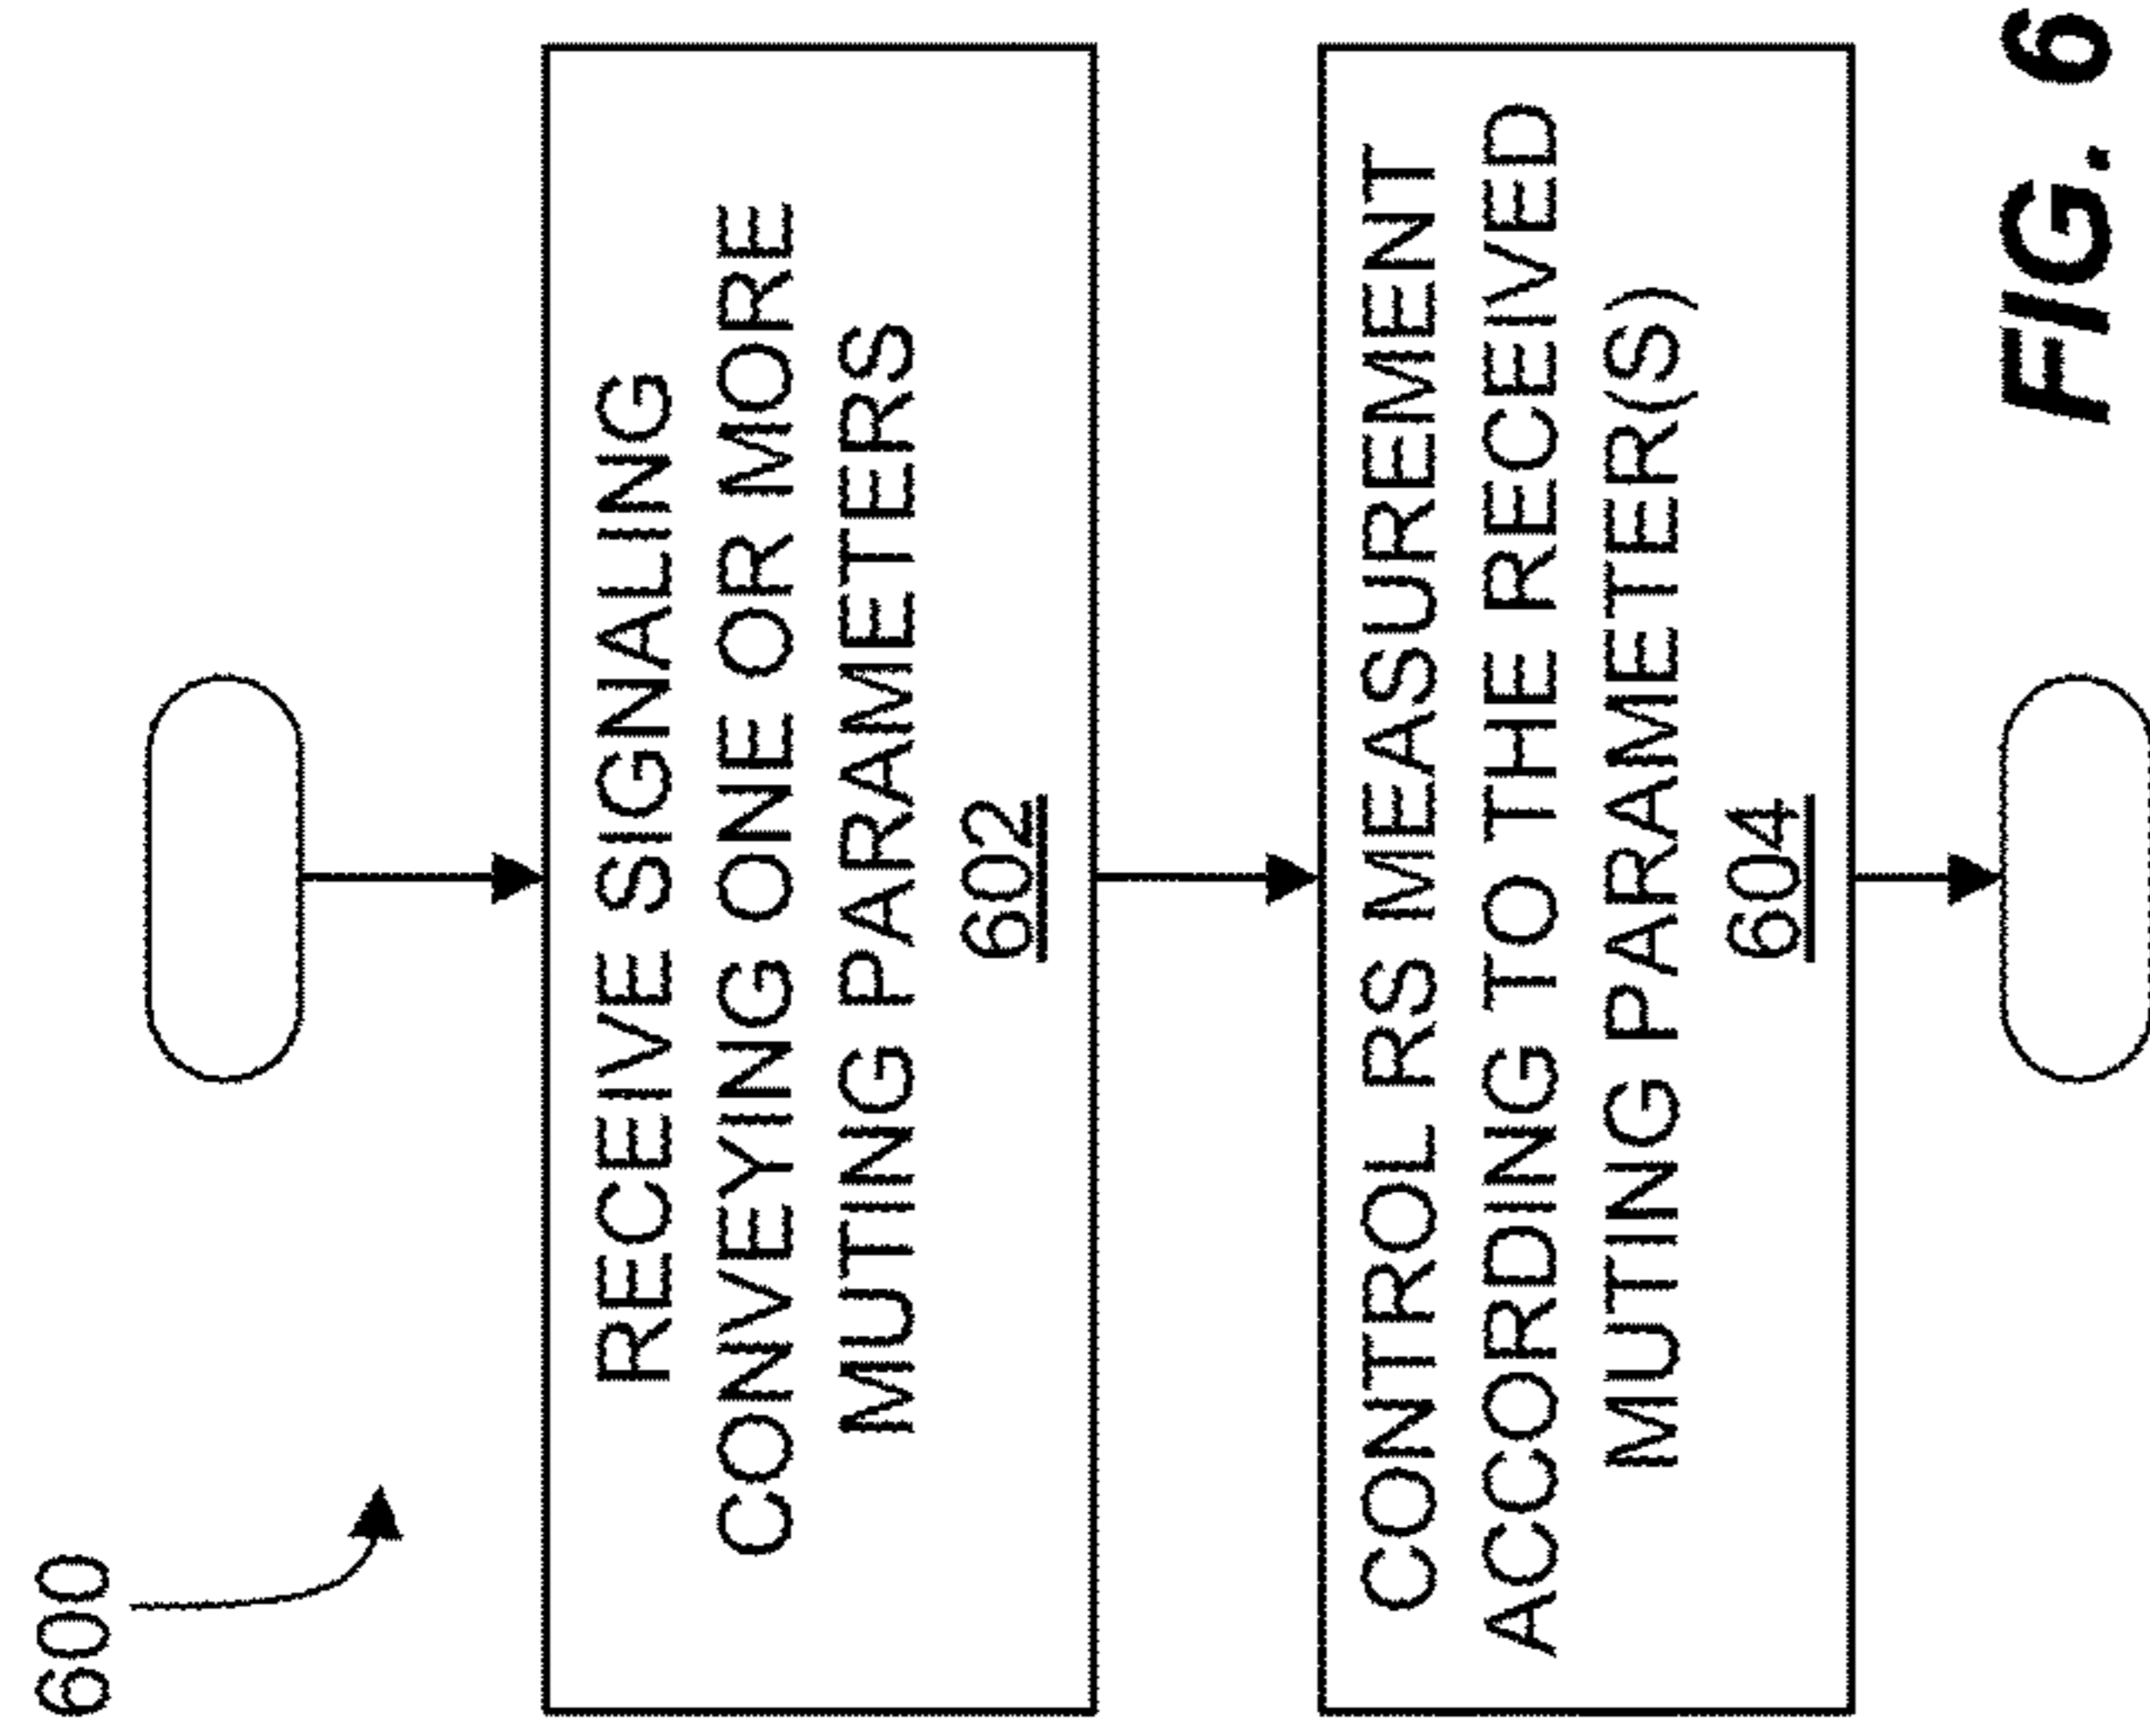 600
RECEIVE SIGNALING
CONVEYING ONE OR MORE
MUTING PARAMETERS
602
CONTROL RS MEASUREMENT
ACCORDING TO THE RECEIVED
MUTING PARAMETER(S)
604
FIG. 6